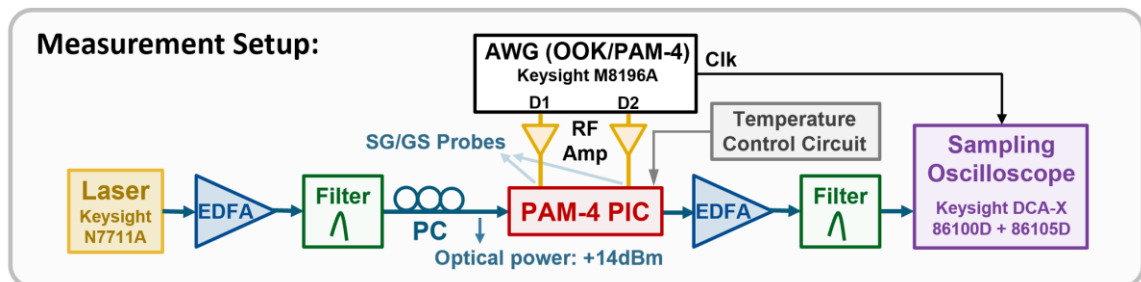 Measurement Setup:
AWG (OOK/PAM-4)
Keysight M8196A
D1 D2
Clk
RF
Amp
SG/GS Probes
Temperature
Control Circuit
Laser
Keysight
N7711A
EDFA
Filter
PC
Optical power: +14dBm
PAM-4 PIC
EDFA
Filter
Sampling
Oscilloscope
Keysight DCA-X
86100D + 86105D